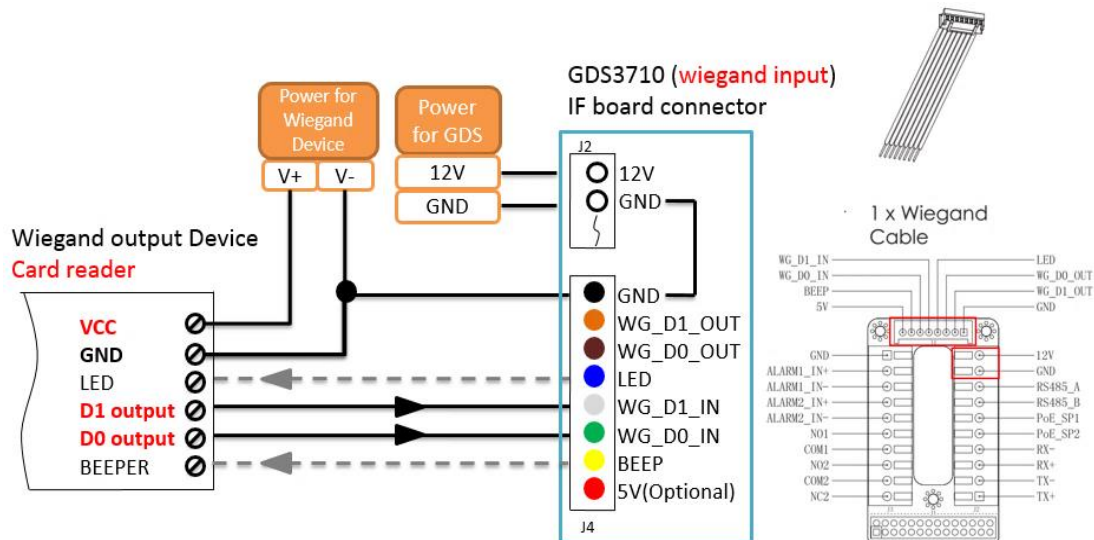 GDS3710 (wiegand input)
IF board connector
Power for
Wiegand
Device
V+ V-
Power
for GDS
12V
GND
J2
12V
GND
Wiegand output Device
Card reader
VCC
GND
LED
D1 output
D0 output
BEEPER
GND
WG_D1_OUT
WG_D0_OUT
LED
WG_D1_IN
WG_D0_IN
BEEP
5V(Optional)
J4
1 x Wiegand
Cable
WG_D1_IN
WG_D0_IN
BEEP
5V
LED
WG_D0_OUT
WG_D1_OUT
GND
GND
ALARM1_IN+
ALARM1_IN-
ALARM2_IN+
ALARM2_IN-
NO1
COM1
NO2
COM2
NC2
12V
GND
RS485_A
RS485_B
PoE_SP1
PoE_SP2
RX-
RX+
TX-
TX+
J3
J2